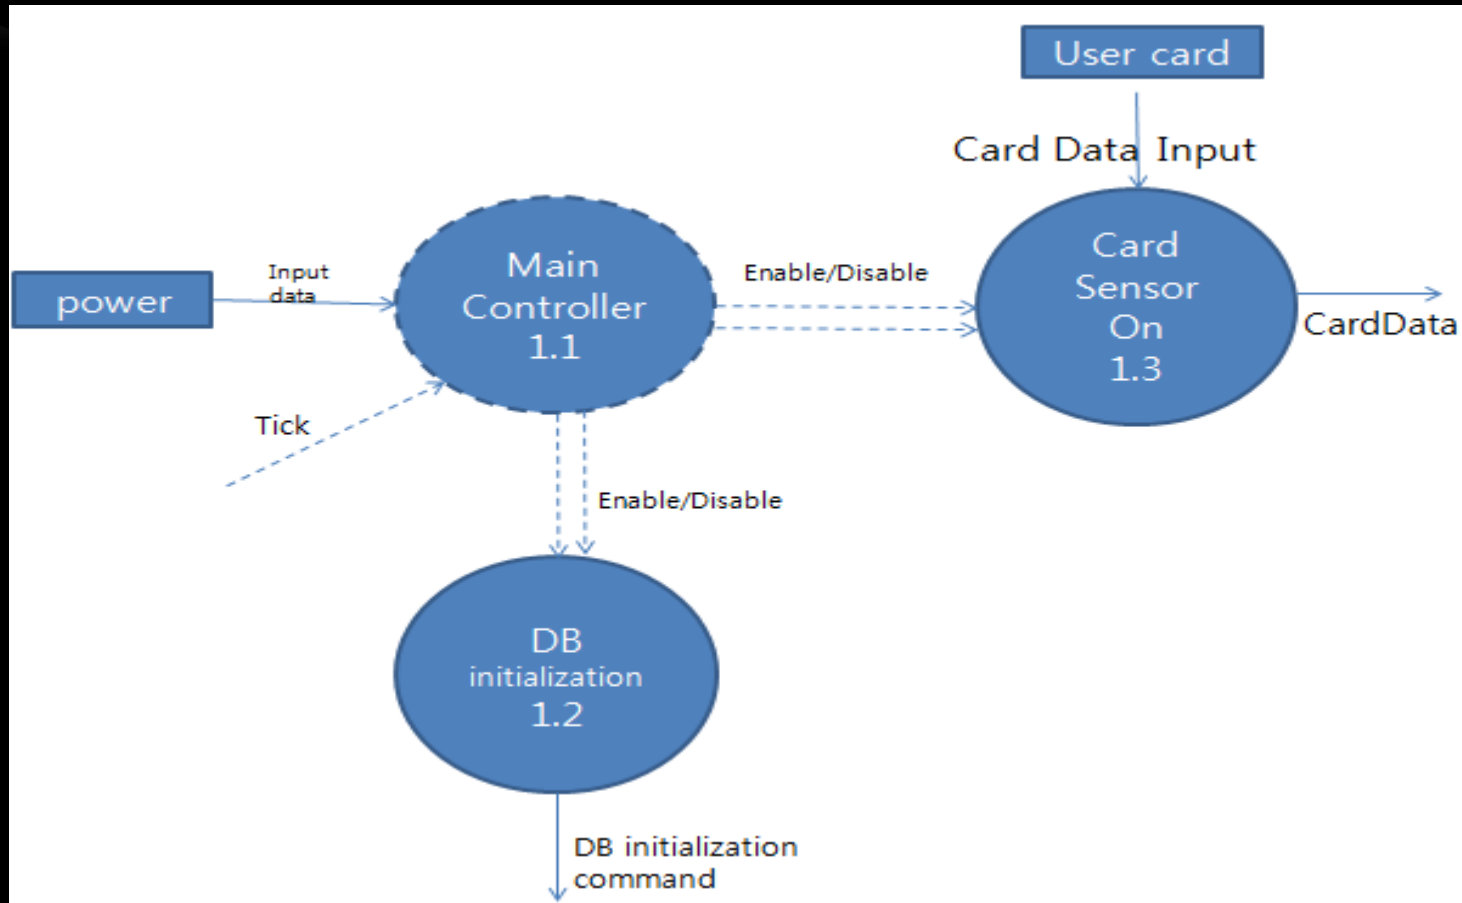 User card
Card Data Input
Main
Controller
1.1
Card
Sensor
On
1.3
Enable/Disable
Input
data
power
CardData
Tick
Enable/Disable
DB
initialization
1.2
DB initialization
command